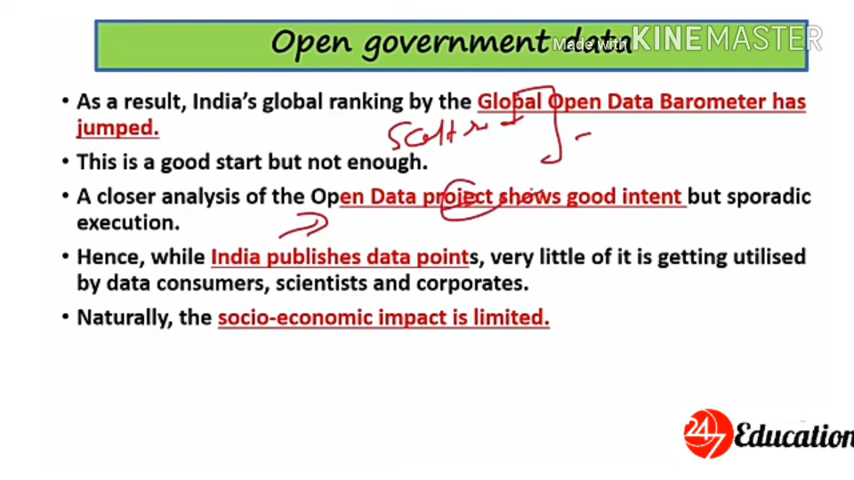 Open government data
Made with KINEMASTER
• As a result, India's global ranking by the Global Open Data Barometer has
jumped.
• This is a good start but not enough.
• A closer analysis of the Open Data project shows good intent but sporadic
execution.
• Hence, while India publishes data points, very little of it is getting utilised
by data consumers, scientists and corporates.
• Naturally, the socio-economic impact is limited.
24/7 Education